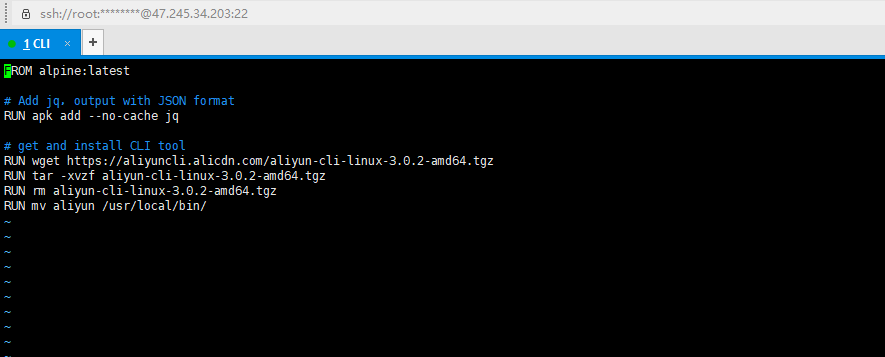 ssh://root:********@47.245.34.203:22
1 CLI × +
FROM alpine:latest
# Add jq, output with JSON format
RUN apk add --no-cache jq
# get and install CLI tool
RUN wget https://aliyuncli.alicdn.com/aliyun-cli-linux-3.0.2-amd64.tgz
RUN tar -xvzf aliyun-cli-linux-3.0.2-amd64.tgz
RUN rm aliyun-cli-linux-3.0.2-amd64.tgz
RUN mv aliyun /usr/local/bin/
~
~
~
~
~
~
~
~
~
~